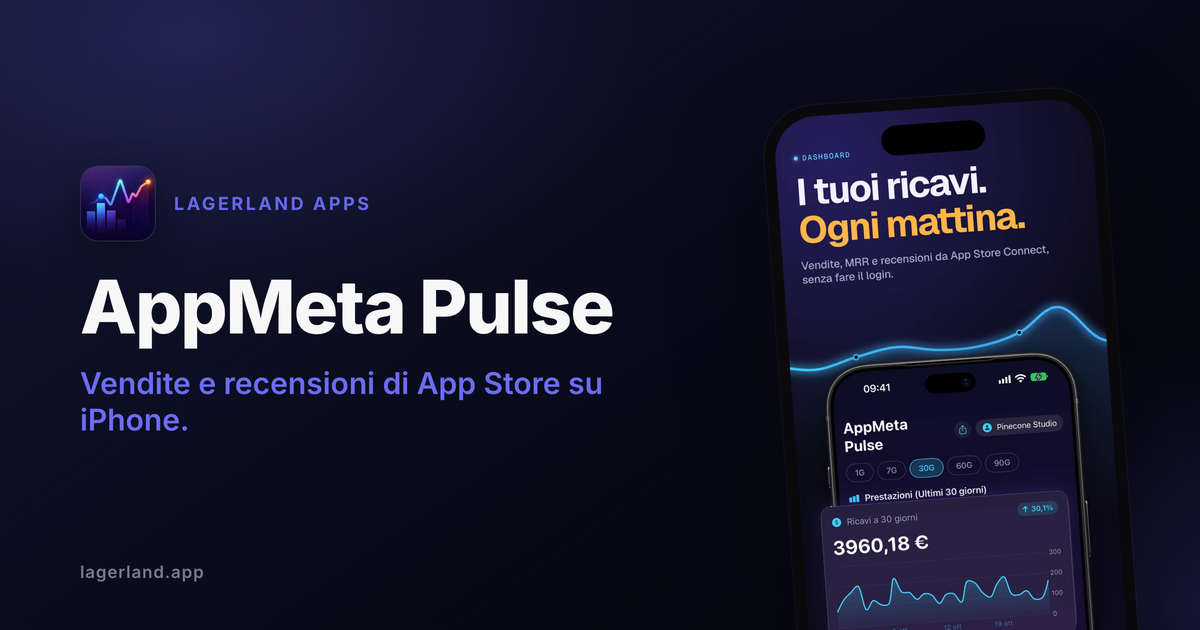 LAGERLAND APPS
AppMeta Pulse
Vendite e recensioni di App Store su
iPhone.
lagerland.app
DASHBOARD
I tuoi ricavi.
Ogni mattina.
Vendite, MRR e recensioni da App Store Connect,
senza fare il login.
09:41
AppMeta
Pulse
Pinecone Studio
1G 7G 30G 60G 90G
Prestazioni (Ultimi 30 giorni)
Ricavi a 30 giorni
↑ 30,1%
3960,18 €
300
200
100
0
12 ott 19 ott